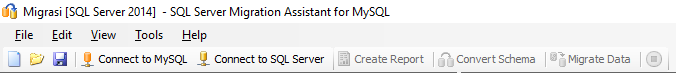 Migrasi [SQL Server 2014]  - SQL Server Migration Assistant for MySQL
File Edit View Tools Help
Connect to MySQL Connect to SQL Server Create Report Convert Schema Migrate Data